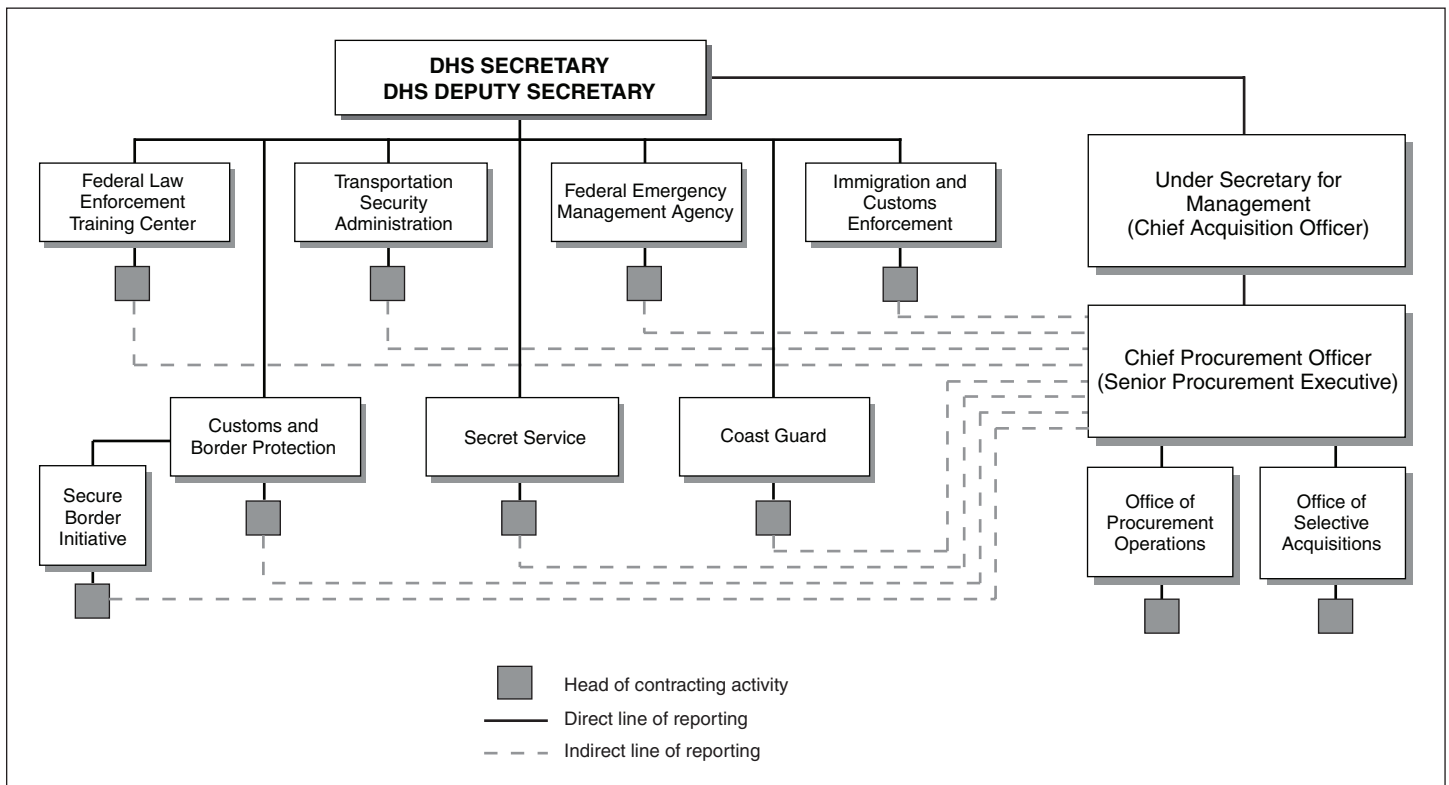 DHS SECRETARY
DHS DEPUTY SECRETARY
Federal Law
Enforcement
Training Center
Transportation
Security
Administration
Federal Emergency
Management Agency
Immigration and
Customs
Enforcement
Under Secretary for
Management
(Chief Acquisition Officer)
Chief Procurement Officer
(Senior Procurement Executive)
Customs and
Border Protection
Secret Service
Coast Guard
Secure
Border
Initiative
Office of
Procurement
Operations
Office of
Selective
Acquisitions
Head of contracting activity
Direct line of reporting
Indirect line of reporting